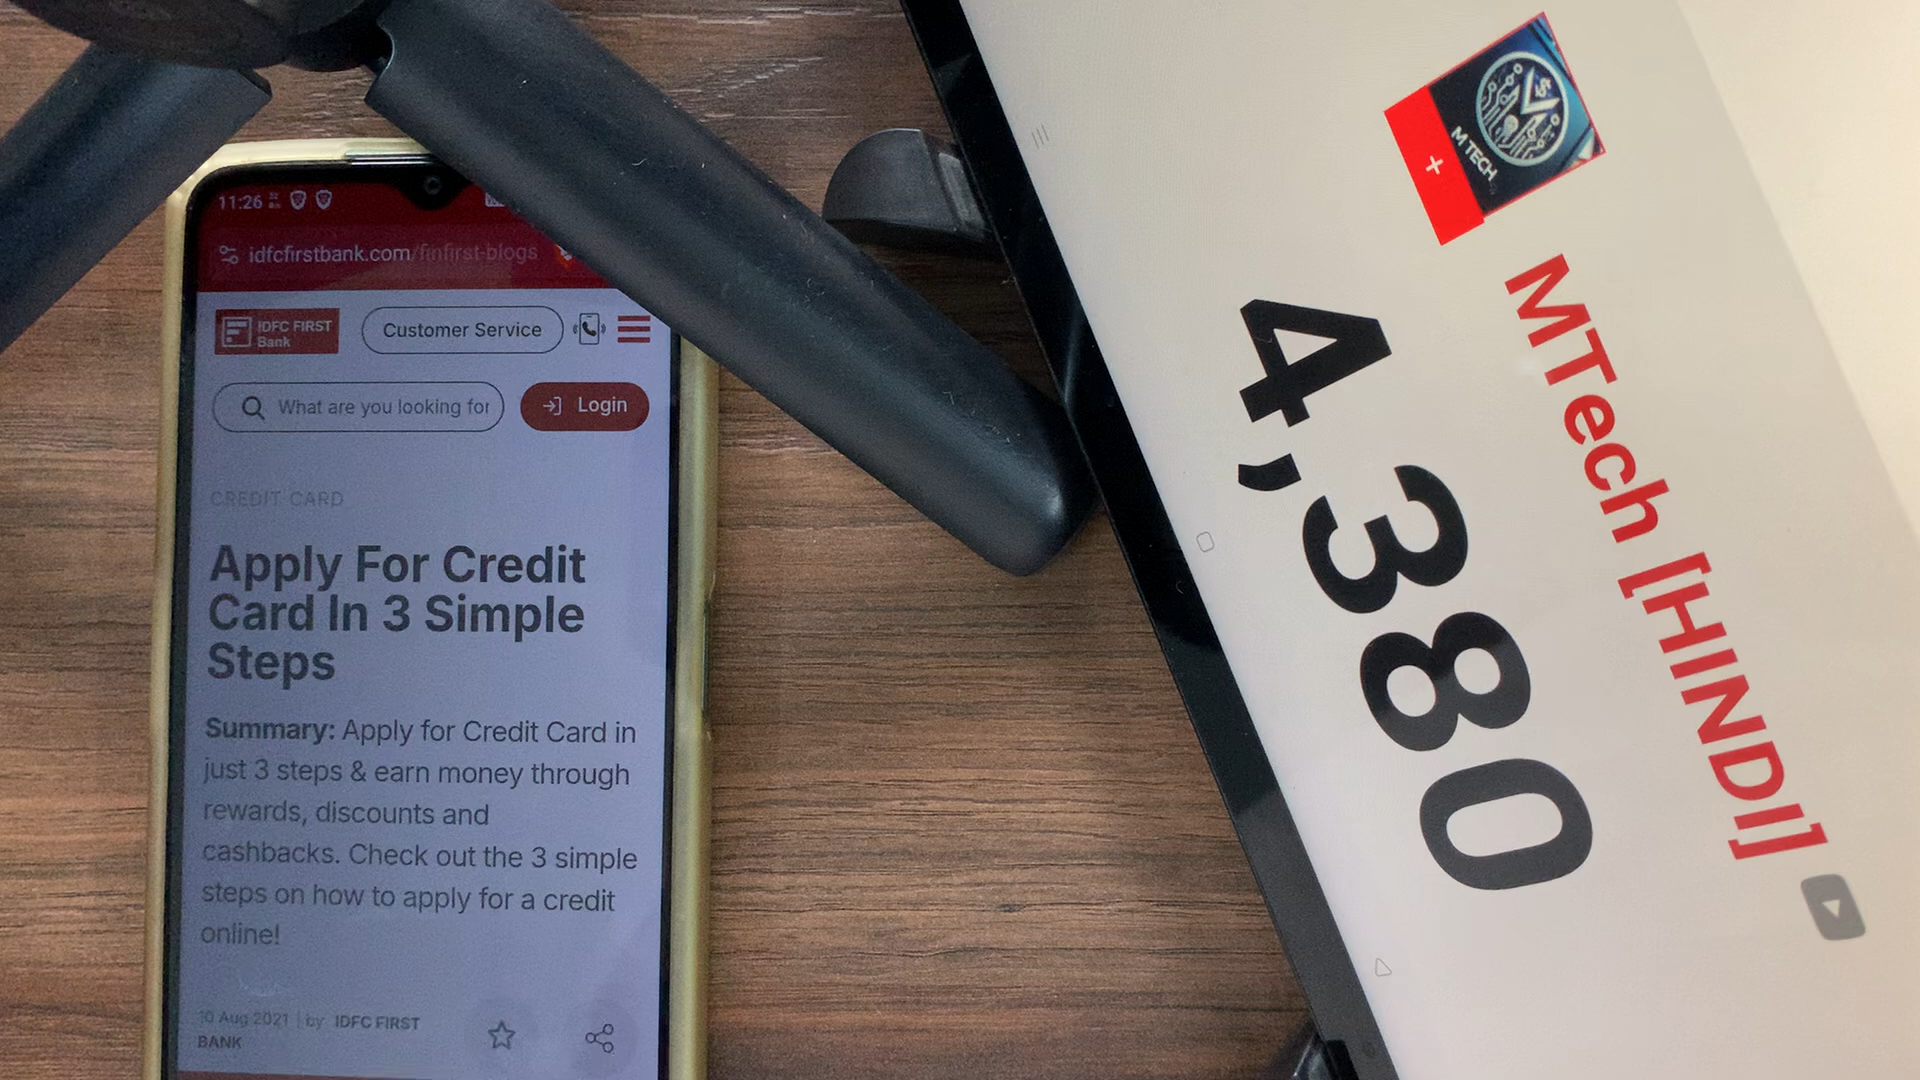 11:26
idfcfirstbank.com/finfirst-blogs
IDFC FIRST
Bank
Customer Service
What are you looking for
Login
CREDIT CARD
Apply For Credit
Card In 3 Simple
Steps
Summary: Apply for Credit Card in
just 3 steps & earn money through
rewards, discounts and
cashbacks. Check out the 3 simple
steps on how to apply for a credit
online!
10 Aug 2021 | by IDFC FIRST
BANK
M TECH
+
MTech [HINDI]
4,380